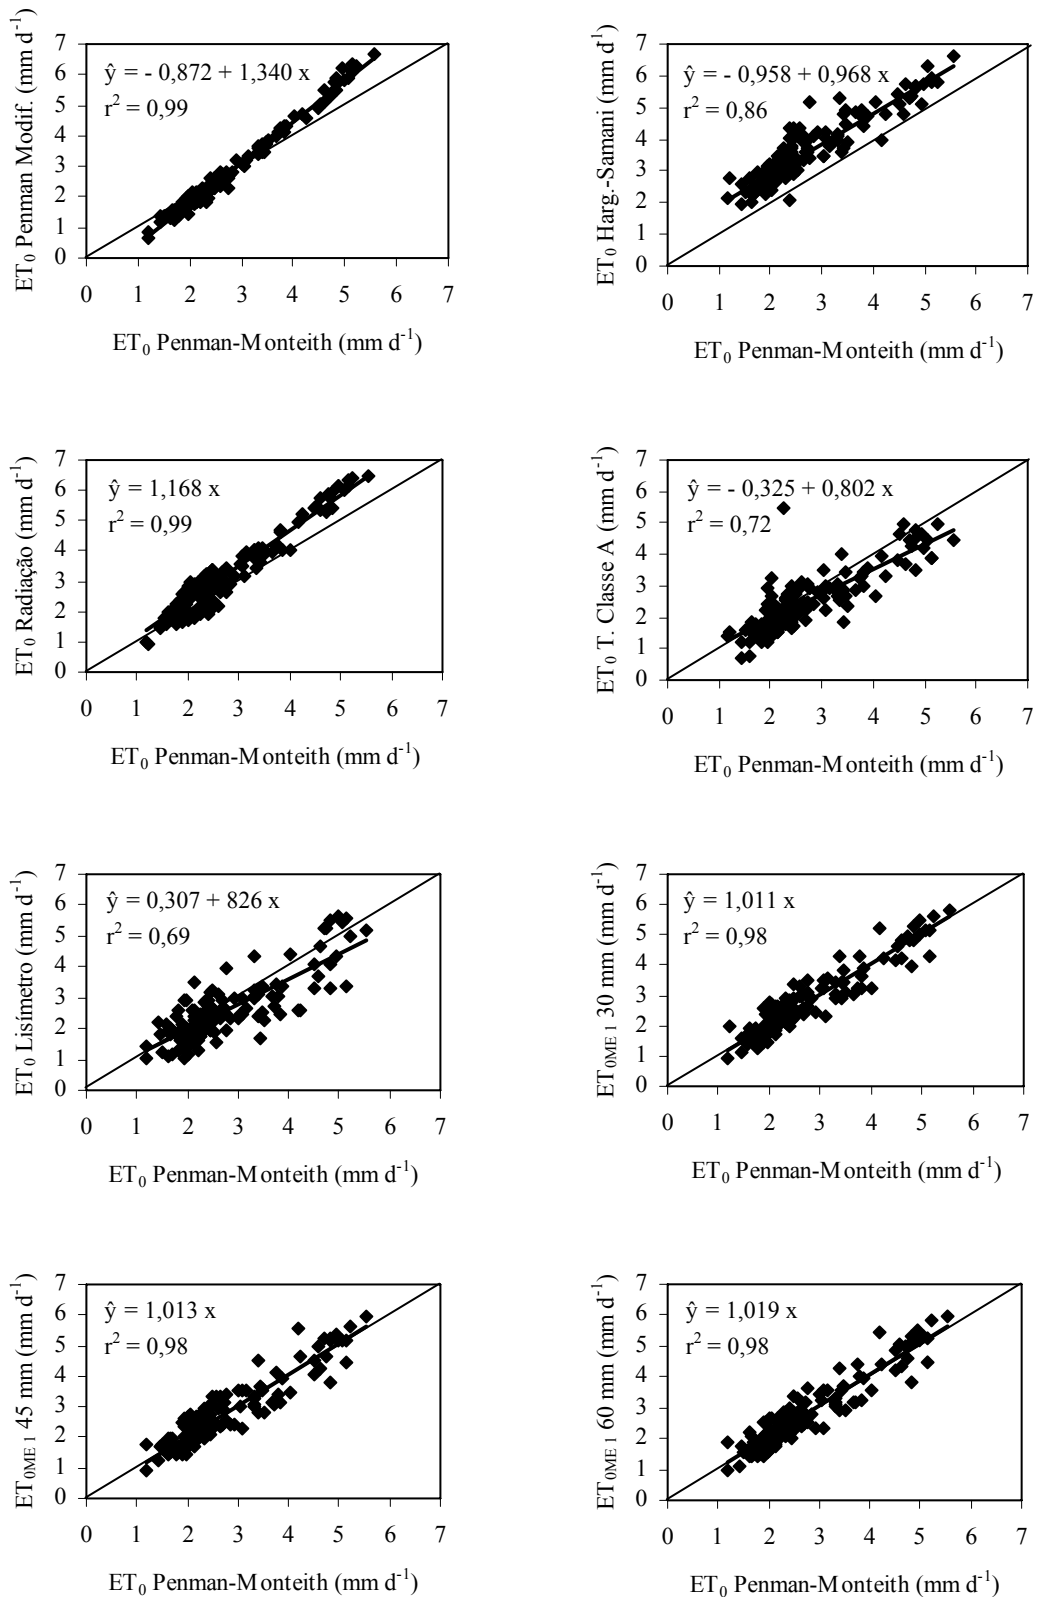 ET0 Penman Modif. (mm d-1)
7
6
5
4
3
2
1
0
ŷ = - 0,872 + 1,340 x
r2 = 0,99
0 1 2 3 4 5 6 7
ET0 Penman-Monteith (mm d-1)
ET0 Harg.-Samani (mm d-1)
7
6
5
4
3
2
1
0
ŷ = - 0,958 + 0,968 x
r2 = 0,86
0 1 2 3 4 5 6 7
ET0 Penman-Monteith (mm d-1)
ET0 Radiação (mm d-1)
7
6
5
4
3
2
1
0
ŷ = 1,168 x
r2 = 0,99
0 1 2 3 4 5 6 7
ET0 Penman-Monteith (mm d-1)
ET0 T. Classe A (mm d-1)
7
6
5
4
3
2
1
0
ŷ = - 0,325 + 0,802 x
r2 = 0,72
0 1 2 3 4 5 6 7
ET0 Penman-Monteith (mm d-1)
ET0 Lisímetro (mm d-1)
7
6
5
4
3
2
1
0
ŷ = 0,307 + 826 x
r2 = 0,69
0 1 2 3 4 5 6 7
ET0 Penman-Monteith (mm d-1)
ET0ME 1 30 mm (mm d-1)
7
6
5
4
3
2
1
0
ŷ = 1,011 x
r2 = 0,98
0 1 2 3 4 5 6 7
ET0 Penman-Monteith (mm d-1)
ET0ME 1 45 mm (mm d-1)
7
6
5
4
3
2
1
0
ŷ = 1,013 x
r2 = 0,98
0 1 2 3 4 5 6 7
ET0 Penman-Monteith (mm d-1)
ET0ME 1 60 mm (mm d-1)
7
6
5
4
3
2
1
0
ŷ = 1,019 x
r2 = 0,98
0 1 2 3 4 5 6 7
ET0 Penman-Monteith (mm d-1)